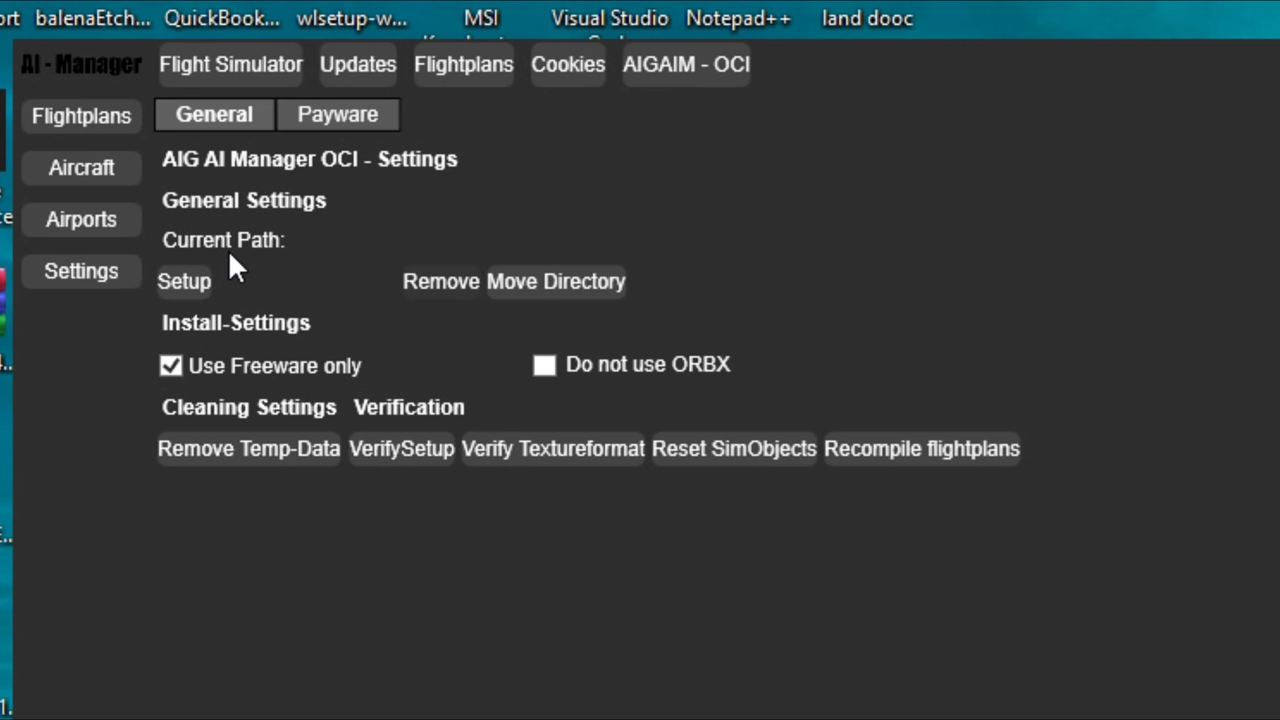 ort balenaEtch... QuickBook... wlsetup-w... MSI Visual Studio Notepad++ land dooc
AI - Manager Flight Simulator Updates Flightplans Cookies AIGAIM - OCI
Flightplans General Payware
AIG AI Manager OCI - Settings
Aircraft
General Settings
Airports
Current Path:
Settings Setup Remove Move Directory
Install-Settings
Use Freeware only Do not use ORBX
Cleaning Settings Verification
Remove Temp-Data VerifySetup Verify Textureformat Reset SimObjects Recompile flightplans